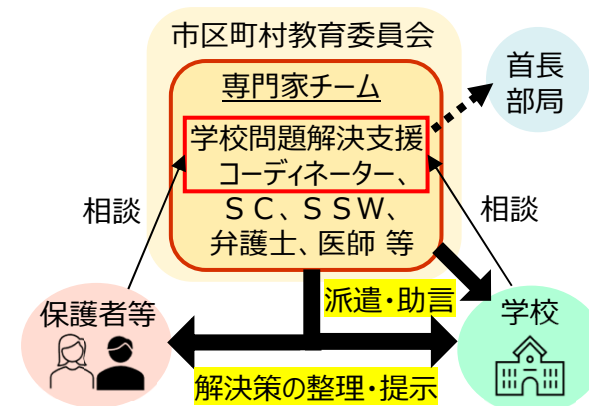 市区町村教育委員会
専門家チーム
学校問題解決支援
コーディネーター、
ＳＣ、ＳＳＷ、
弁護士、医師 等
首長
部局
相談
相談
派遣・助言
保護者等
学校
解決策の整理・提示